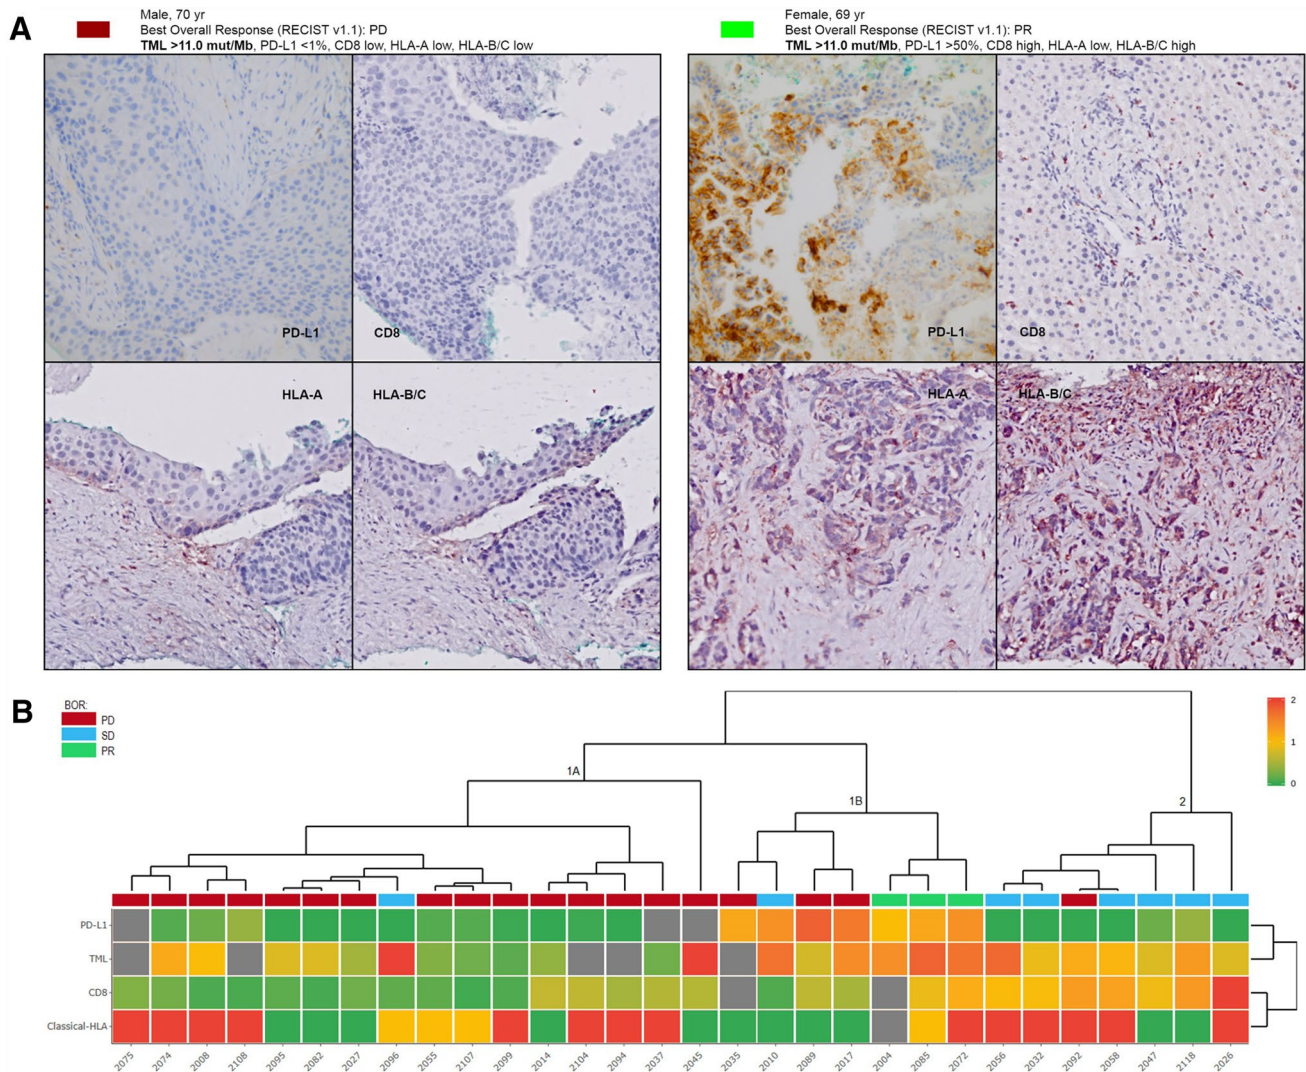 A
Male, 70 yr
Best Overall Response (RECIST v1.1): PD
TML >11.0 mut/Mb, PD-L1 <1%, CD8 low, HLA-A low, HLA-B/C low
Female, 69 yr
Best Overall Response (RECIST v1.1): PR
TML >11.0 mut/Mb, PD-L1 >50%, CD8 high, HLA-A low, HLA-B/C high
PD-L1
CD8
PD-L1
CD8
HLA-A
HLA-B/C
HLA-A
HLA-B/C
B
BOR:
PD
SD
PR
2
1
0
1A
1B
2
PD-L1
TML
CD8
Classical-HLA
2075 2074 2008 2108 2095 2082 2027 2096 2055 2107 2099 2014 2104 2094 2037 2045 2035 2010 2089 2017 2004 2085 2072 2056 2032 2092 2058 2047 2118 2026